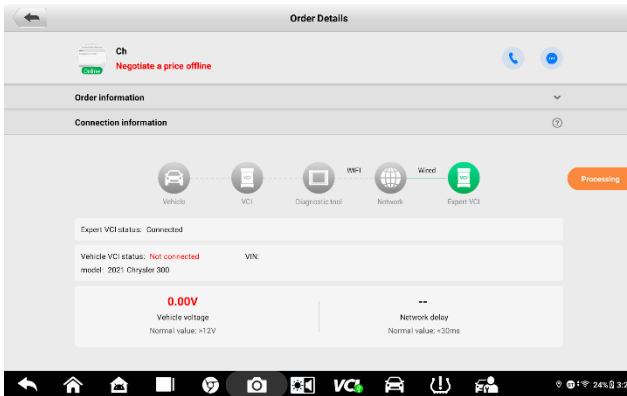 Order Details
Ch
Negotiate a price offline
Online
Order information
Connection information
WIFI
Wired
VCI
VCI
Vehicle
VCI
Diagnostic tool
Network
Expert VCI
Processing
Expert VCI status: Connected
Vehicle VCI status: Not connected
VIN:
model: 2021 Chrysler 300
0.00V
--
Vehicle voltage
Network delay
Normal value: >12V
Normal value: <30ms
VCI
24%
3:2